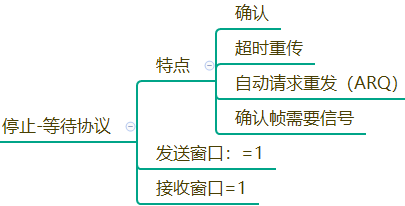 停止-等待协议
特点
确认
超时重传
自动请求重发（ARQ）
确认帧需要信号
发送窗口：=1
接收窗口=1